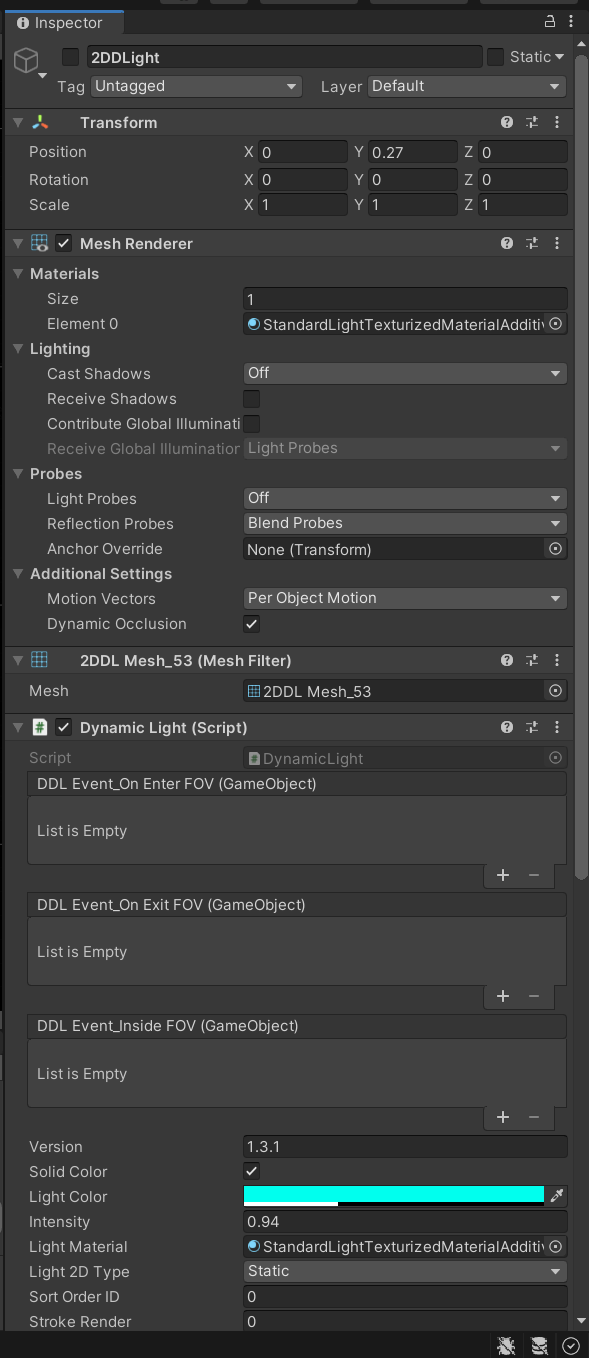 Inspector
2DDLight Static
Tag Untagged Layer Default
Transform
Position X 0 Y 0.27 Z 0
Rotation X 0 Y 0 Z 0
Scale X 1 Y 1 Z 1
Mesh Renderer
Materials
Size 1
Element 0 StandardLightTexturizedMaterialAdditiv
Lighting
Cast Shadows Off
Receive Shadows
Contribute Global Illuminati
Receive Global Illumination Light Probes
Probes
Light Probes Off
Reflection Probes Blend Probes
Anchor Override None (Transform)
Additional Settings
Motion Vectors Per Object Motion
Dynamic Occlusion
2DDL Mesh_53 (Mesh Filter)
Mesh 2DDL Mesh_53
Dynamic Light (Script)
Script DynamicLight
DDL Event_On Enter FOV (GameObject)
List is Empty
+ −
DDL Event_On Exit FOV (GameObject)
List is Empty
+ −
DDL Event_Inside FOV (GameObject)
List is Empty
+ −
Version 1.3.1
Solid Color
Light Color
Intensity 0.94
Light Material StandardLightTexturizedMaterialAdditiv
Light 2D Type Static
Sort Order ID 0
Stroke Render 0